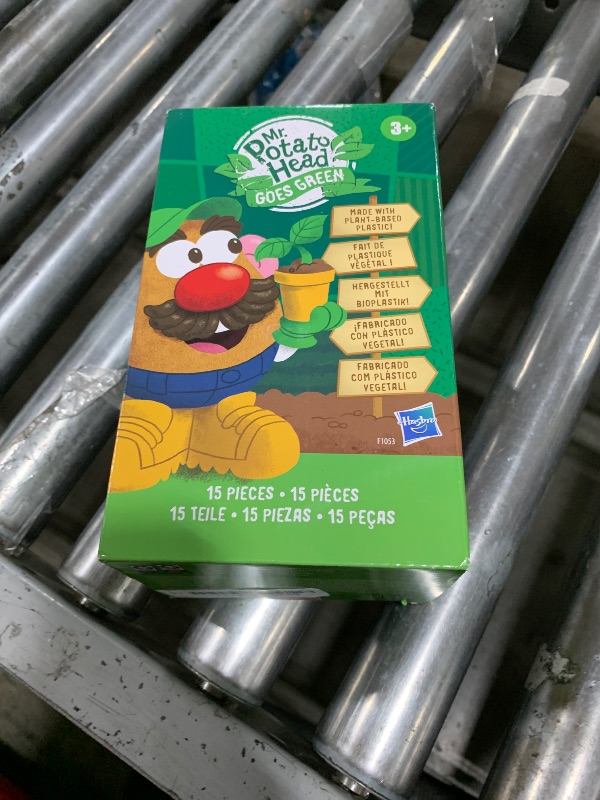 3+
Mr.
Potato
Head
GOES GREEN
MADE WITH
PLANT-BASED
PLASTIC!
FAIT DE
PLASTIQUE
VÉGÉTAL !
HERGESTELLT
MIT
BIOPLASTIK!
¡FABRICADO
CON PLÁSTICO
VEGETAL!
FABRICADO
COM PLÁSTICO
VEGETAL!
Hasbro
F1053
15 PIECES • 15 PIÈCES
15 TEILE • 15 PIEZAS • 15 PEÇAS